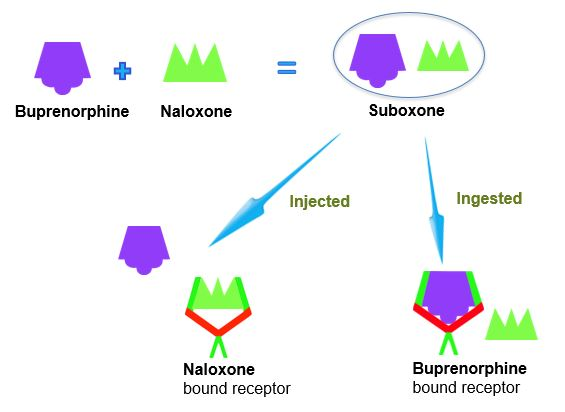 Buprenorphine
Naloxone
Suboxone
Injected
Ingested
Naloxone
bound receptor
Buprenorphine
bound receptor